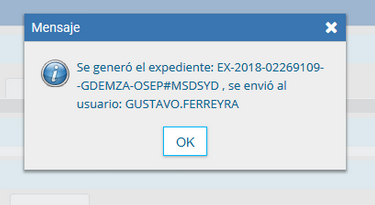 Mensaje
Se generó el expediente: EX-2018-02269109-
-GDEMZA-OSEP#MSDSYD , se envió al
usuario: GUSTAVO.FERREYRA
OK